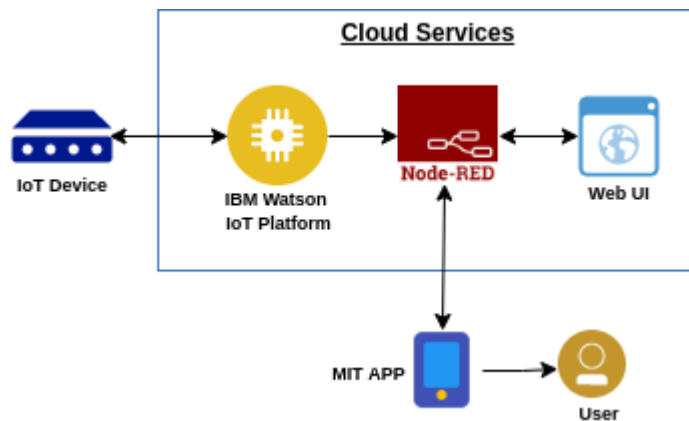 Cloud Services
IoT Device
IBM Watson
IoT Platform
Node-RED
Web UI
MIT APP
User